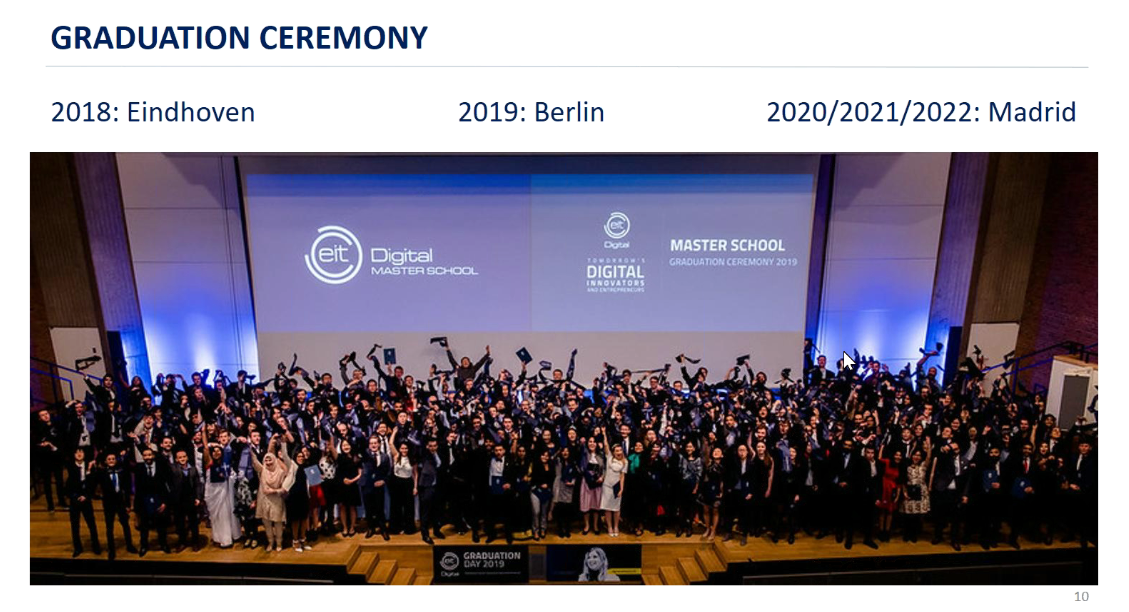 GRADUATION CEREMONY
2018: Eindhoven
2019: Berlin
2020/2021/2022: Madrid
eit Digital
MASTER SCHOOL
eit
Digital
TOMORROW'S
DIGITAL
INNOVATORS
AND ENTREPRENEURS
MASTER SCHOOL
GRADUATION CEREMONY 2019
eit
Digital
GRADUATION
DAY 2019
10